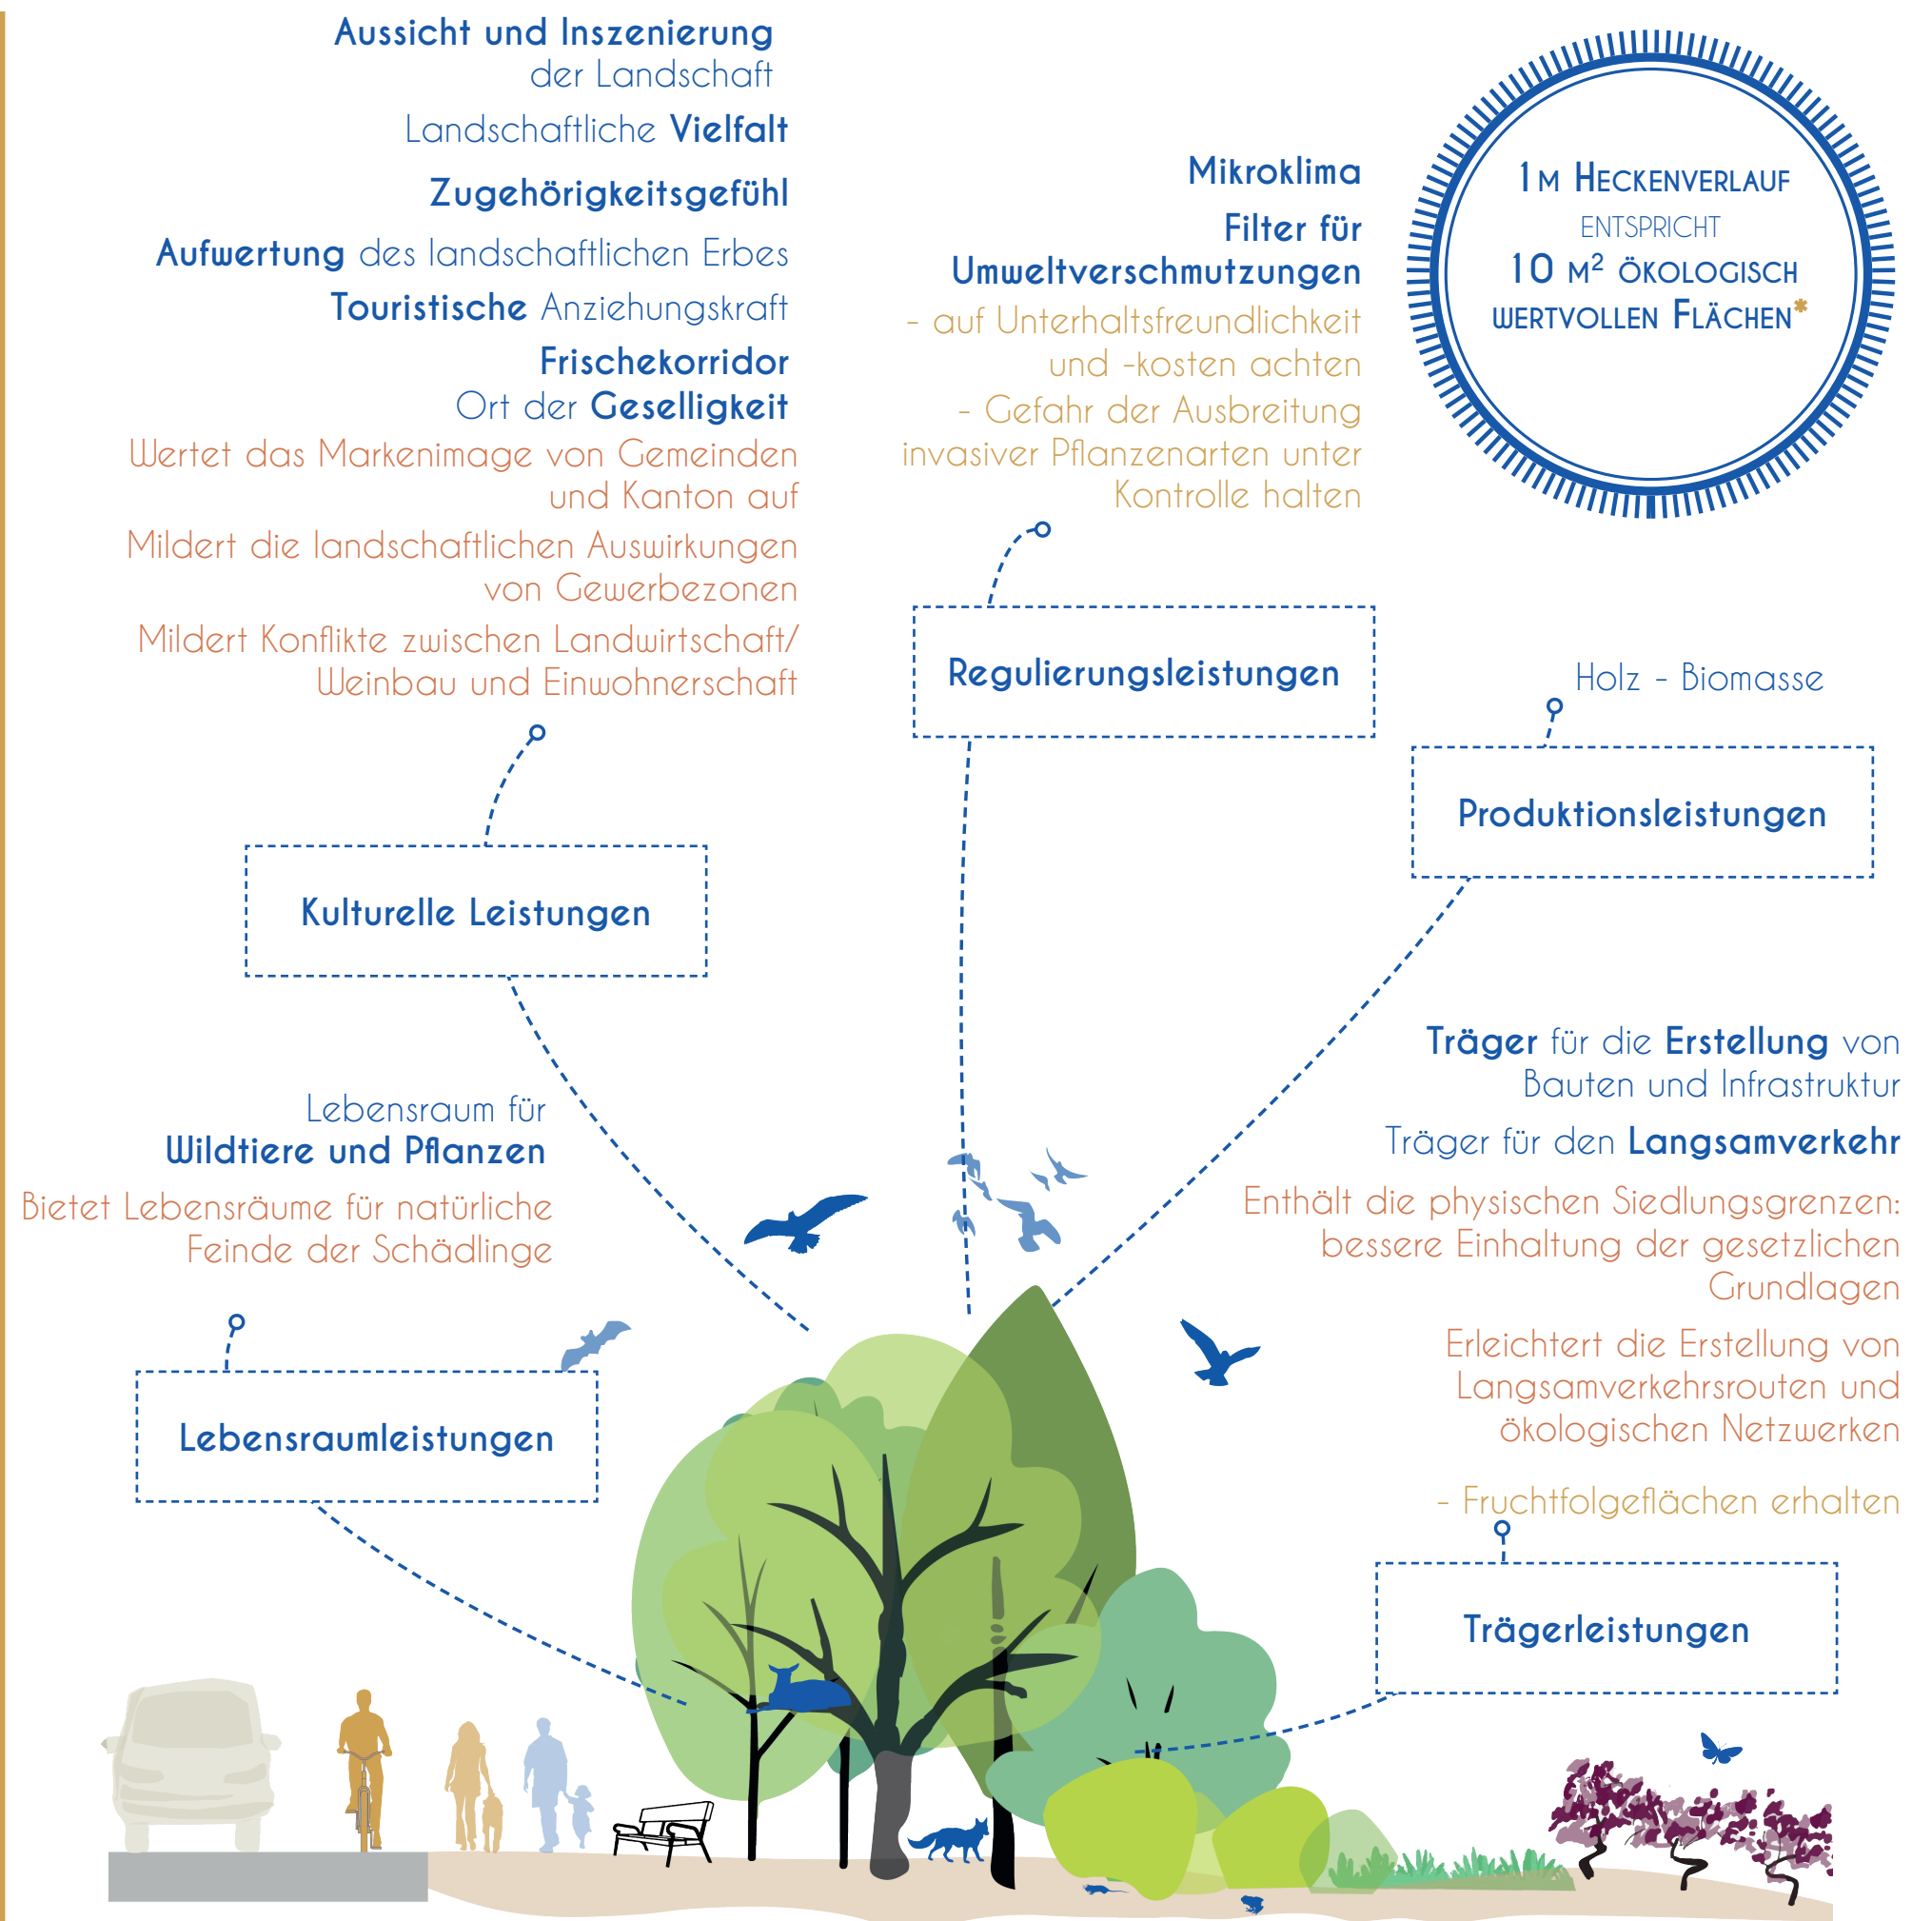 Aussicht und Inszenierung
der Landschaft
Landschaftliche Vielfalt
Zugehörigkeitsgefühl
Aufwertung des landschaftlichen Erbes
Touristische Anziehungskraft
Frischekorridor
Ort der Geselligkeit
Wertet das Markenimage von Gemeinden
und Kanton auf
Mildert die landschaftlichen Auswirkungen
von Gewerbezonen
Mildert Konflikte zwischen Landwirtschaft/
Weinbau und Einwohnerschaft
Kulturelle Leistungen
Mikroklima
Filter für
Umweltverschmutzungen
- auf Unterhaltsfreundlichkeit
und -kosten achten
- Gefahr der Ausbreitung
invasiver Pflanzenarten unter
Kontrolle halten
Regulierungsleistungen
1m Heckenverlauf
entspricht
10 m² ökologisch
wertvollen Flächen*
Holz - Biomasse
Produktionsleistungen
Lebensraum für
Wildtiere und Pflanzen
Bietet Lebensräume für natürliche
Feinde der Schädlinge
Lebensraumleistungen
Träger für die Erstellung von
Bauten und Infrastruktur
Träger für den Langsamverkehr
Enthält die physischen Siedlungsgrenzen:
bessere Einhaltung der gesetzlichen
Grundlagen
Erleichtert die Erstellung von
Langsamverkehrsrouten und
ökologischen Netzwerken
- Fruchtfolgeflächen erhalten
Trägerleistungen